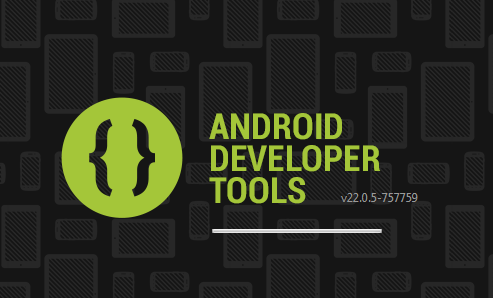 { }
ANDROID
DEVELOPER
TOOLS
v22.0.5-757759